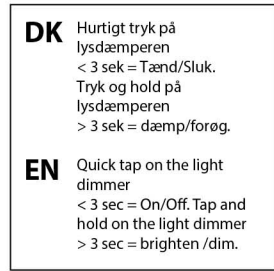 DK Hurtigt tryk på
lysdæmperen
< 3 sek = Tænd/Sluk.
Tryk og hold på
lysdæmperen
> 3 sek = dæmp/forøg.
EN Quick tap on the light
dimmer
< 3 sec = On/Off. Tap and
hold on the light dimmer
> 3 sec = brighten /dim.